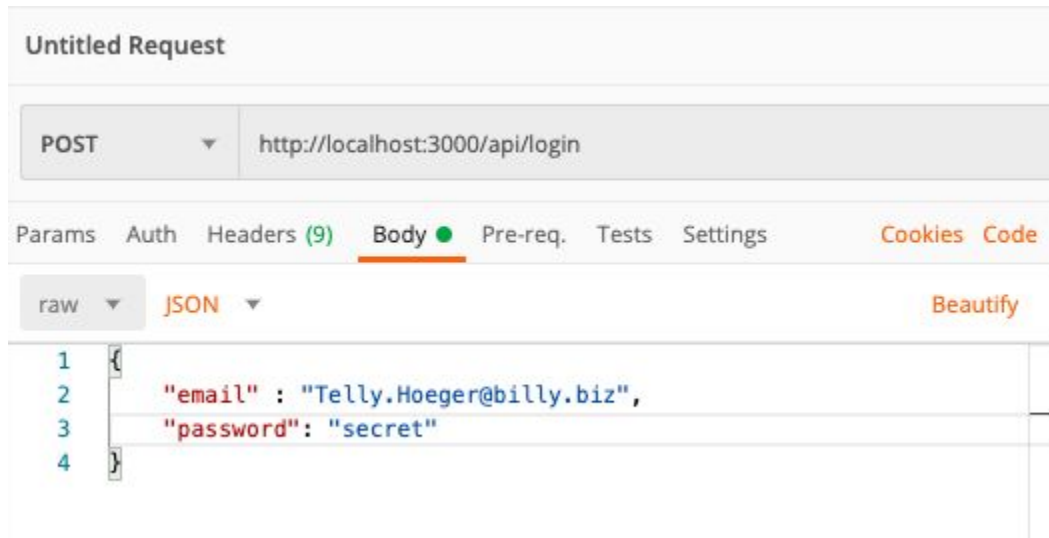 Untitled Request
POST http://localhost:3000/api/login
Params Auth Headers (9) Body Pre-req. Tests Settings Cookies Code
raw JSON Beautify
1 {
2 "email" : "Telly.Hoeger@billy.biz",
3 "password": "secret"
4 }